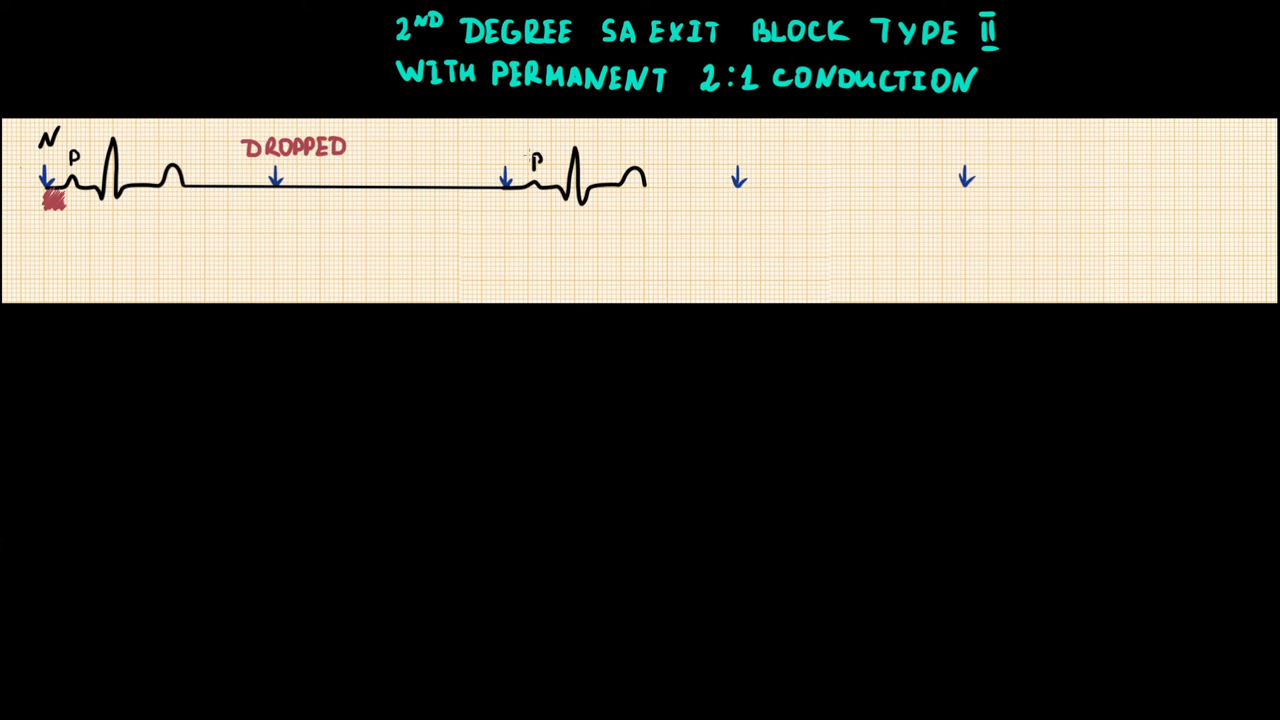 2ND DEGREE SA EXIT BLOCK TYPE II
WITH PERMANENT 2:1 CONDUCTION
N
P
DROPPED
P